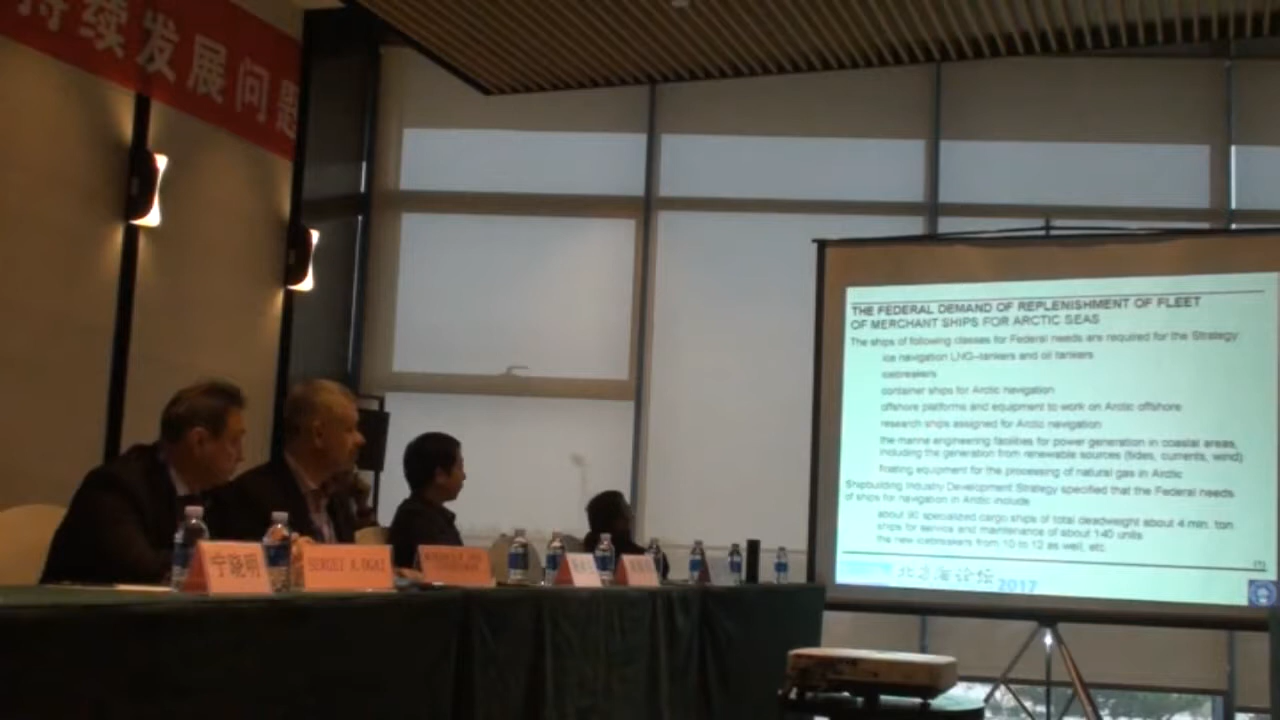 持续发展问题
THE FEDERAL DEMAND OF REPLENISHMENT OF FLEET
OF MERCHANT SHIPS FOR ARCTIC SEAS
The ships of following classes for Federal needs are required for the Strategy:
ice navigation LNG-tankers and oil tankers
icebreakers
container ships for Arctic navigation
offshore platforms and equipment to work on Arctic offshore
research ships assigned for Arctic navigation
the marine engineering facilities for power generation in coastal areas,
including the generation from renewable sources (tides, currents, wind)
floating equipment for the processing of natural gas in Arctic
Shipbuilding Industry Development Strategy specified that the Federal needs
of ships for navigation in Arctic include
about 90 specialized cargo ships of total deadweight about 4 mln. ton
ships for service and maintenance of about 140 units
the new icebreakers from 10 to 12 as well, etc.
2017
宁晓明